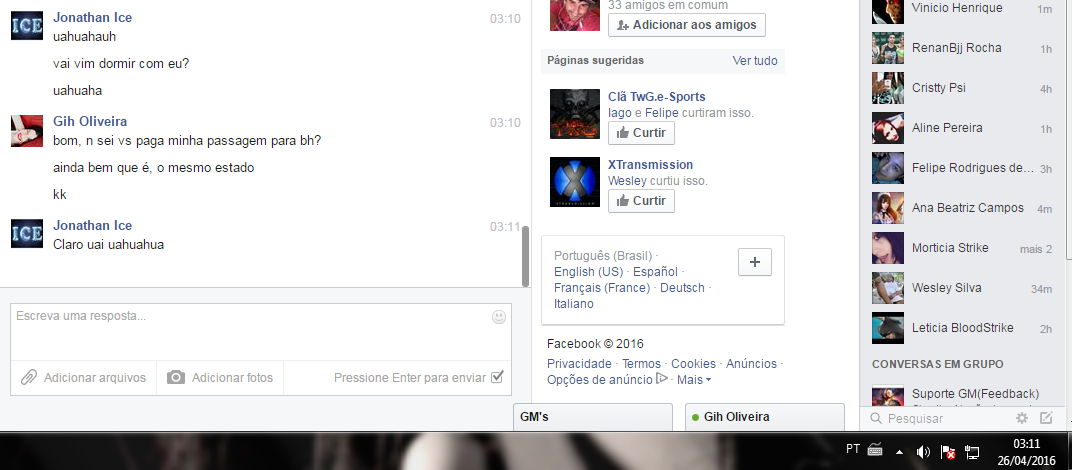 Jonathan Ice 03:10
uahuahauh
vai vim dormir com eu?
uahuaha
Gih Oliveira 03:10
bom, n sei vs paga minha passagem para bh?
ainda bem que é, o mesmo estado
kk
Jonathan Ice 03:11
Claro uai uahuahua
Escreva uma resposta...
Adicionar arquivos Adicionar fotos Pressione Enter para enviar
33 amigos em comum
Adicionar aos amigos
Páginas sugeridas Ver tudo
Clã TwG.e-Sports
Iago e Felipe curtiram isso.
Curtir
XTransmission
Wesley curtiu isso.
Curtir
Português (Brasil) ·
English (US) · Español ·
Français (France) · Deutsch ·
Italiano
Facebook © 2016
Privacidade · Termos · Cookies · Anúncios ·
Opções de anúncio · Mais
GM's
Gih Oliveira
Vinicio Henrique 1m
RenanBjj Rocha 1h
Cristty Psi 4h
Aline Pereira 1h
Felipe Rodrigues de... 3h
Ana Beatriz Campos 4m
Morticia Strike mais 2
Wesley Silva 34m
Leticia BloodStrike 2h
CONVERSAS EM GRUPO
Suporte GM(Feedback)
Pesquisar
PT
03:11
26/04/2016